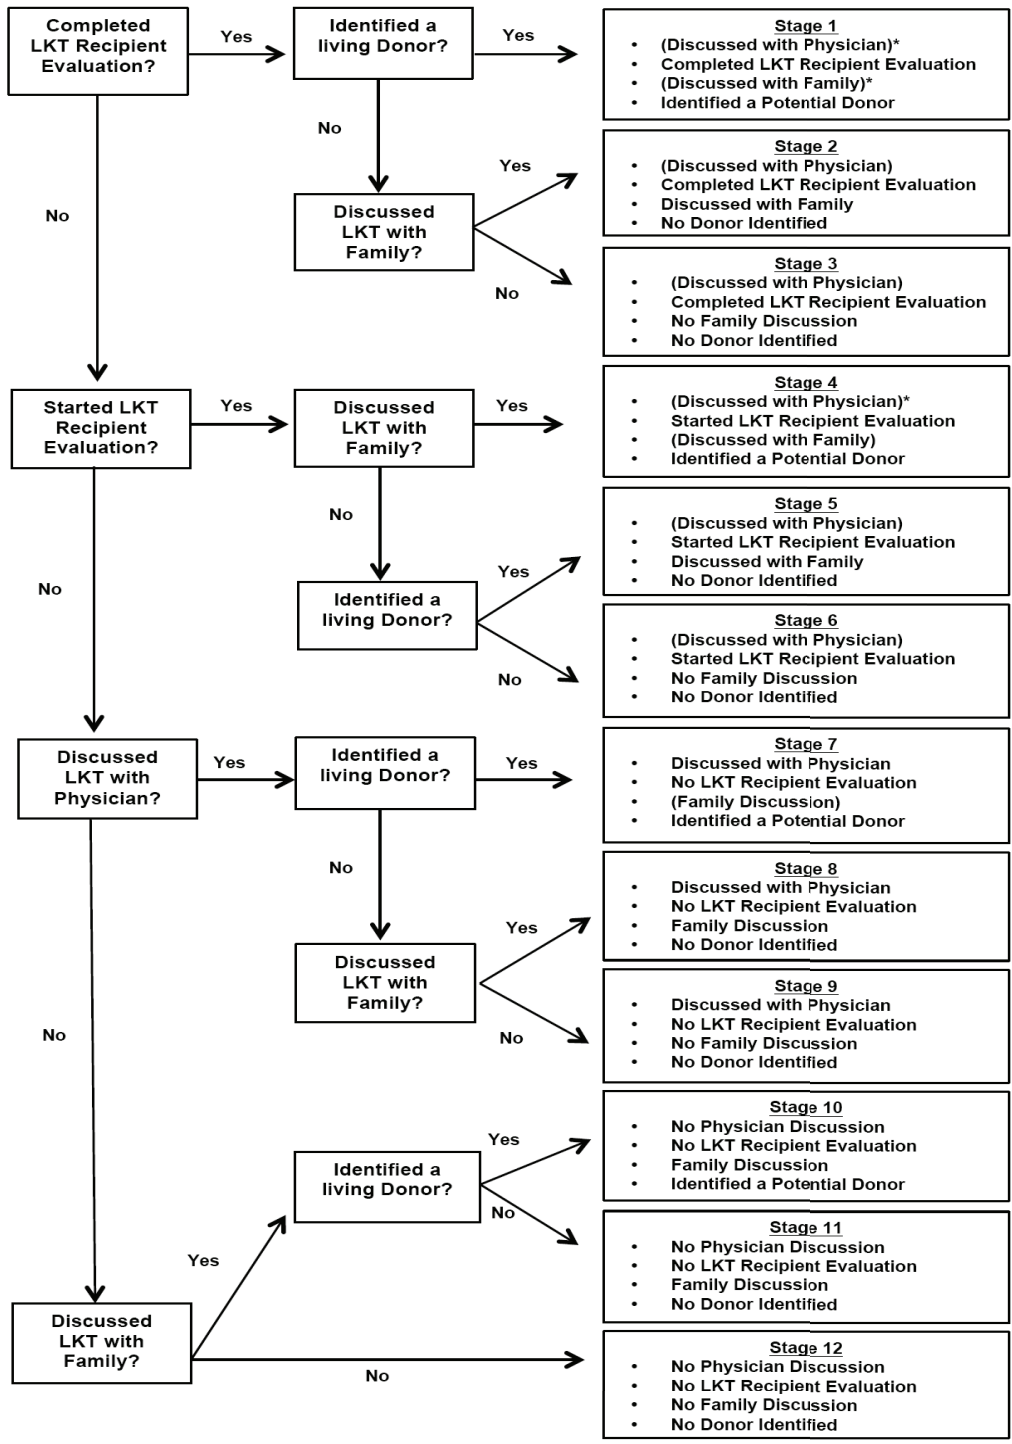 Completed
LKT Recipient
Evaluation?
Yes
Identified a
living Donor?
Yes
Stage 1
• (Discussed with Physician)*
• Completed LKT Recipient Evaluation
• (Discussed with Family)*
• Identified a Potential Donor
No
No
Discussed
LKT with
Family?
Yes
No
Stage 2
• (Discussed with Physician)
• Completed LKT Recipient Evaluation
• Discussed with Family
• No Donor Identified
Stage 3
• (Discussed with Physician)
• Completed LKT Recipient Evaluation
• No Family Discussion
• No Donor Identified
Started LKT
Recipient
Evaluation?
Yes
Discussed
LKT with
Family?
Yes
Stage 4
• (Discussed with Physician)*
• Started LKT Recipient Evaluation
• (Discussed with Family)
• Identified a Potential Donor
No
No
Identified a
living Donor?
Yes
No
Stage 5
• (Discussed with Physician)
• Started LKT Recipient Evaluation
• Discussed with Family
• No Donor Identified
Stage 6
• (Discussed with Physician)
• Started LKT Recipient Evaluation
• No Family Discussion
• No Donor Identified
Discussed
LKT with
Physician?
Yes
Identified a
living Donor?
Yes
Stage 7
• Discussed with Physician
• No LKT Recipient Evaluation
• (Family Discussion)
• Identified a Potential Donor
No
No
Discussed
LKT with
Family?
Yes
No
Stage 8
• Discussed with Physician
• No LKT Recipient Evaluation
• Family Discussion
• No Donor Identified
Stage 9
• Discussed with Physician
• No LKT Recipient Evaluation
• No Family Discussion
• No Donor Identified
Discussed
LKT with
Family?
Yes
Identified a
living Donor?
Yes
No
Stage 10
• No Physician Discussion
• No LKT Recipient Evaluation
• Family Discussion
• Identified a Potential Donor
Stage 11
• No Physician Discussion
• No LKT Recipient Evaluation
• Family Discussion
• No Donor Identified
No
Stage 12
• No Physician Discussion
• No LKT Recipient Evaluation
• No Family Discussion
• No Donor Identified